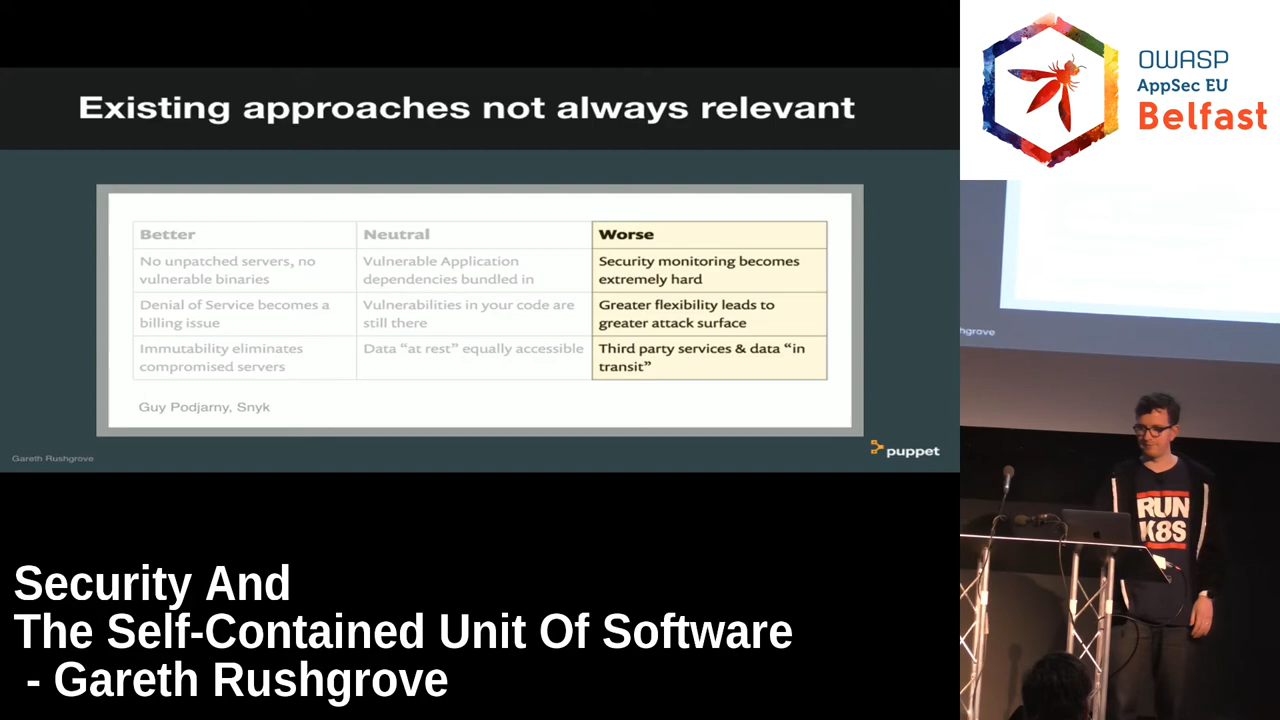 Existing approaches not always relevant
Better
Neutral
Worse
No unpatched servers, no
vulnerable binaries
Vulnerable Application
dependencies bundled in
Security monitoring becomes
extremely hard
Denial of Service becomes a
billing issue
Vulnerabilities in your code are
still there
Greater flexibility leads to
greater attack surface
Immutability eliminates
compromised servers
Data “at rest” equally accessible
Third party services & data “in
transit”
Guy Podjarny, Snyk
Gareth Rushgrove
puppet
OWASP
AppSec EU
Belfast
hgrove
RUN
K8S
Security And
The Self-Contained Unit Of Software
- Gareth Rushgrove